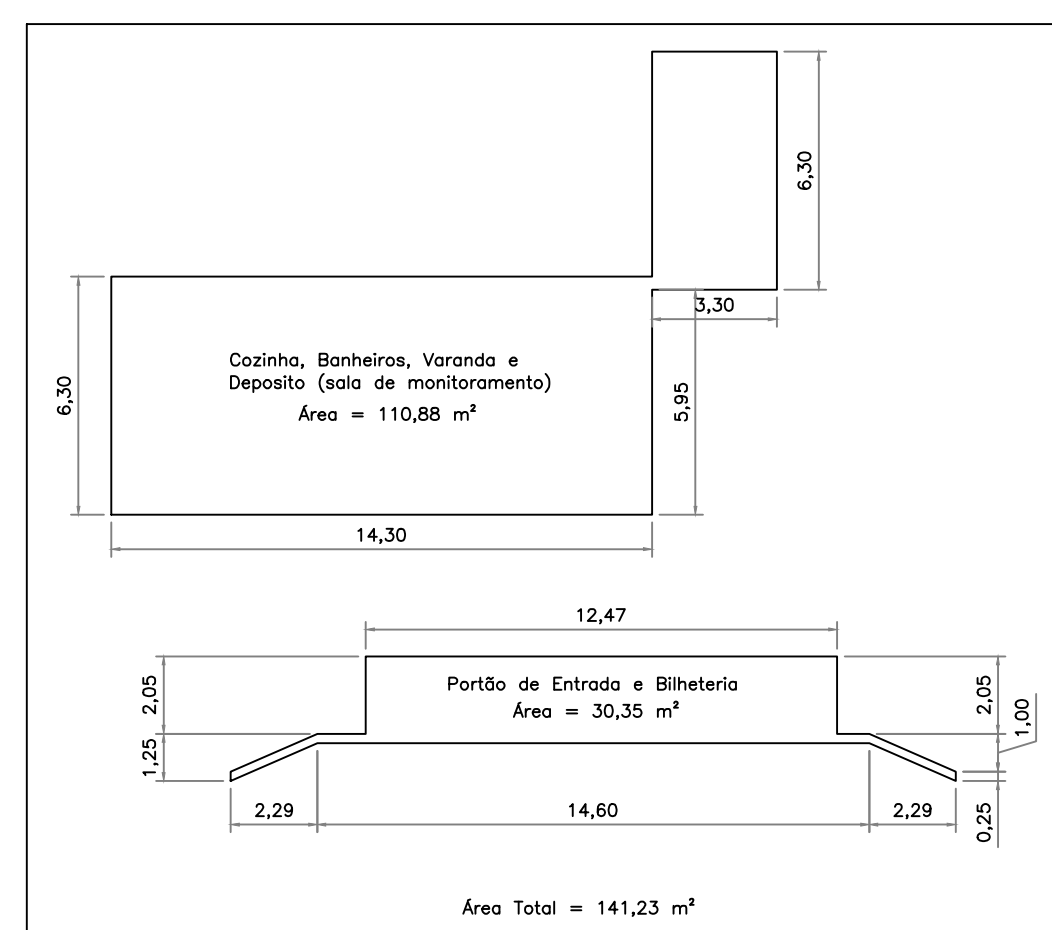 6,30
3,30
Cozinha, Banheiros, Varanda e
Deposito (sala de monitoramento)
Área = 110,88 m²
6,30
5,95
14,30
12,47
Portão de Entrada e Bilheteria
Área = 30,35 m²
2,05
2,05
1,00
1,25
2,29
14,60
2,29
0,25
Área Total = 141,23 m²